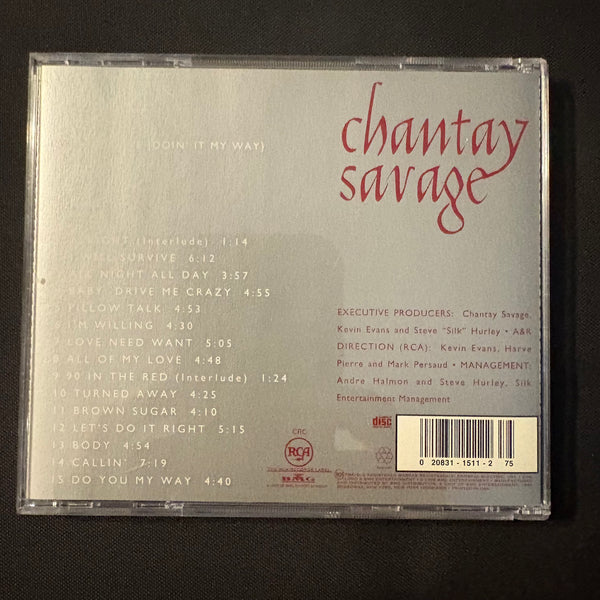 chantay
savage
(DOIN' IT MY WAY)
(Interlude) 1:14
I WILL SURVIVE 6:12
ALL NIGHT ALL DAY 3:57
BABY: DRIVE ME CRAZY 4:55
PILLOW TALK 4:53
I'M WILLING 4:30
7 LOVE NEED WANT 5:05
8 ALL OF MY LOVE 4:48
9 90 IN THE RED (Interlude) 1:24
10 TURNED AWAY 4:25
11 BROWN SUGAR 4:10
12 LET'S DO IT RIGHT 5:15
13 BODY 4:54
14 CALLIN' 7:19
15 DO YOU MY WAY 4:40
EXECUTIVE PRODUCERS: Chantay Savage,
Kevin Evans and Steve "Silk" Hurley • A&R
DIRECTION (RCA): Kevin Evans, Harve
Pierre and Mark Persaud • MANAGEMENT:
Andre Halmon and Steve Hurley, Silk
Entertainment Management
CRC
RCA
BMG
disc
0 20831-1511-2 75